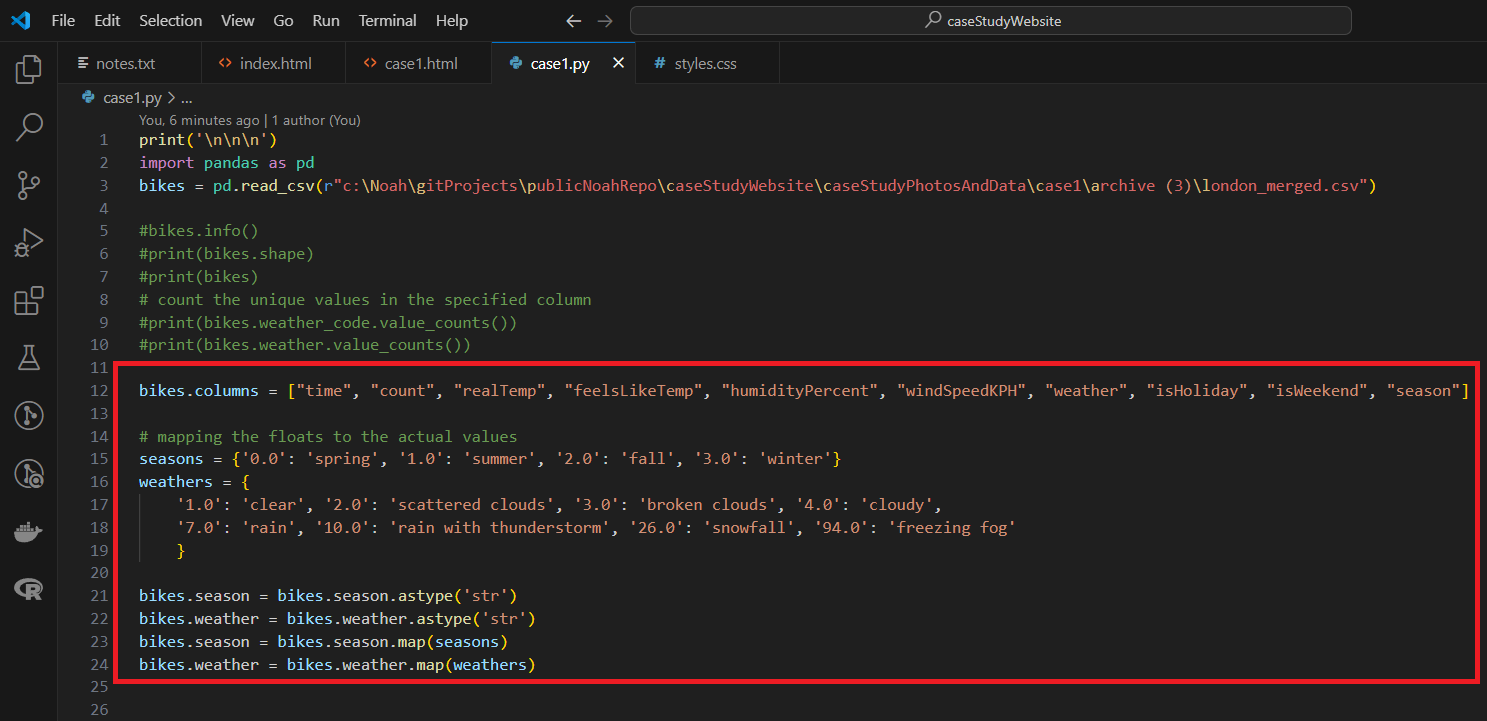 File Edit Selection View Go Run Terminal Help caseStudyWebsite
notes.txt index.html case1.html case1.py styles.css
case1.py > ...
You, 6 minutes ago | 1 author (You)
1 print('\n\n\n')
2 import pandas as pd
3 bikes = pd.read_csv(r"c:\Noah\gitProjects\publicNoahRepo\caseStudyWebsite\caseStudyPhotosAndData\case1\archive (3)\london_merged.csv")
4
5 #bikes.info()
6 #print(bikes.shape)
7 #print(bikes)
8 # count the unique values in the specified column
9 #print(bikes.weather_code.value_counts())
10 #print(bikes.weather.value_counts())
11
12 bikes.columns = ["time", "count", "realTemp", "feelsLikeTemp", "humidityPercent", "windSpeedKPH", "weather", "isHoliday", "isWeekend", "season"]
13
14 # mapping the floats to the actual values
15 seasons = {'0.0': 'spring', '1.0': 'summer', '2.0': 'fall', '3.0': 'winter'}
16 weathers = {
17     '1.0': 'clear', '2.0': 'scattered clouds', '3.0': 'broken clouds', '4.0': 'cloudy',
18     '7.0': 'rain', '10.0': 'rain with thunderstorm', '26.0': 'snowfall', '94.0': 'freezing fog'
19     }
20
21 bikes.season = bikes.season.astype('str')
22 bikes.weather = bikes.weather.astype('str')
23 bikes.season = bikes.season.map(seasons)
24 bikes.weather = bikes.weather.map(weathers)
25
26